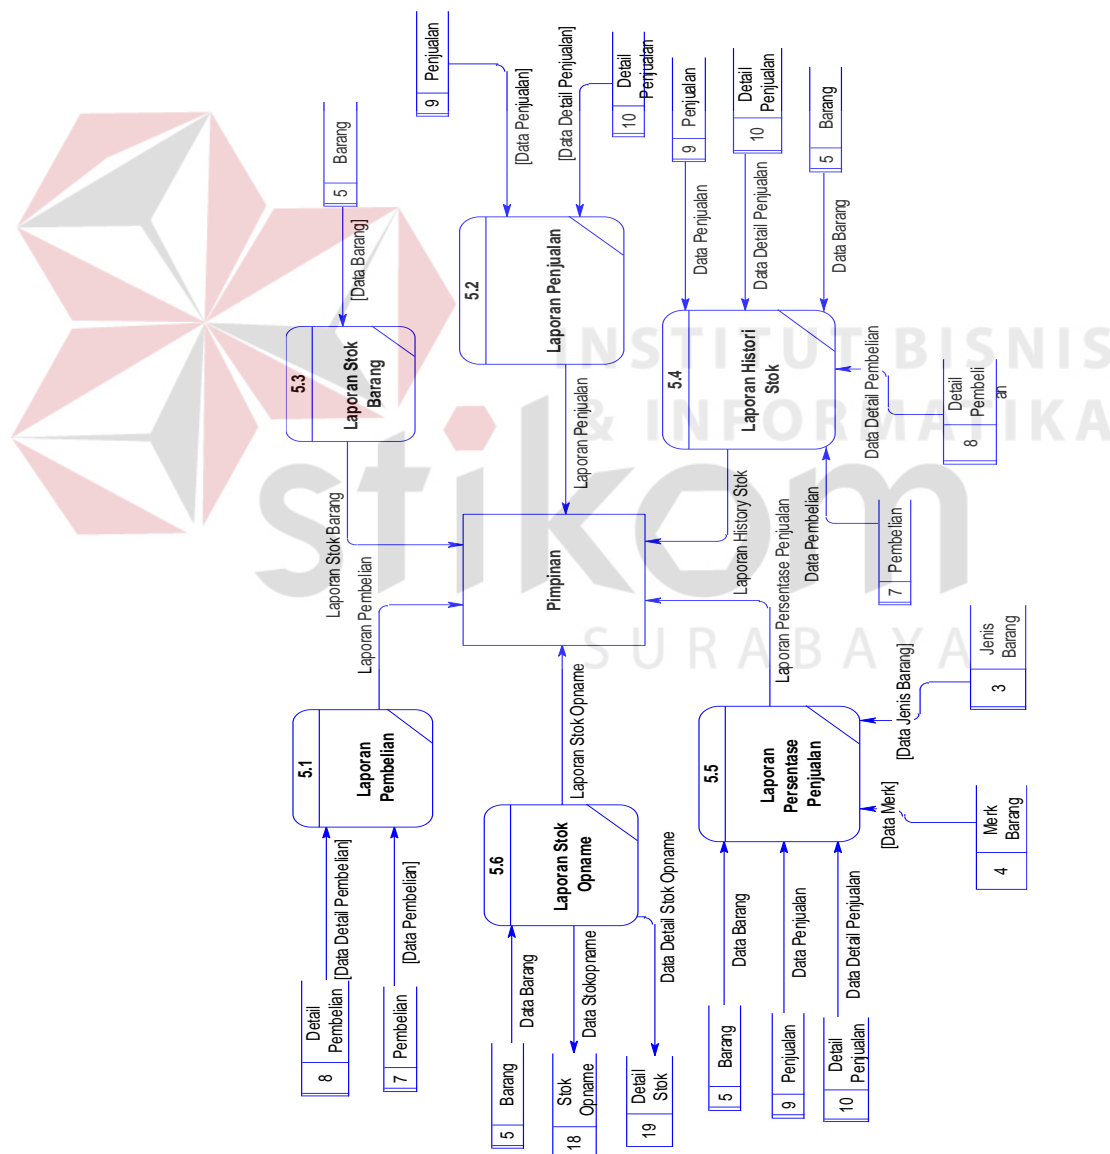 8
Detail
Pembelian
[Data Detail Pembelian]
7
Pembelian
[Data Pembelian]
5.1
Laporan
Pembelian
Laporan Pembelian
5
Barang
[Data Barang]
5.3
Laporan Stok
Barang
Laporan Stok Barang
9
Penjualan
[Data Penjualan]
10
Detail
Penjualan
[Data Detail Penjualan]
5.2
Laporan Penjualan
Laporan Penjualan
Pimpinan
5
Barang
Data Barang
18
Stok
Opname
Data Stokopname
19
Detail
Stok
Data Detail Stok Opname
5.6
Laporan Stok
Opname
Laporan Stok Opname
9
Penjualan
Data Penjualan
10
Detail
Penjualan
Data Detail Penjualan
5
Barang
Data Barang
5.4
Laporan Histori
Stok
Laporan History Stok
8
Detail
Pembeli
an
Data Detail Pembelian
7
Pembelian
Data Pembelian
5
Barang
Data Barang
9
Penjualan
Data Penjualan
10
Detail
Penjualan
Data Detail Penjualan
4
Merk
Barang
[Data Merk]
3
Jenis
Barang
[Data Jenis Barang]
5.5
Laporan
Persentase
Penjualan
Laporan Persentase Penjualan
INSTITUT BISNIS
& INFORMATIKA
stikom
SURABAYA